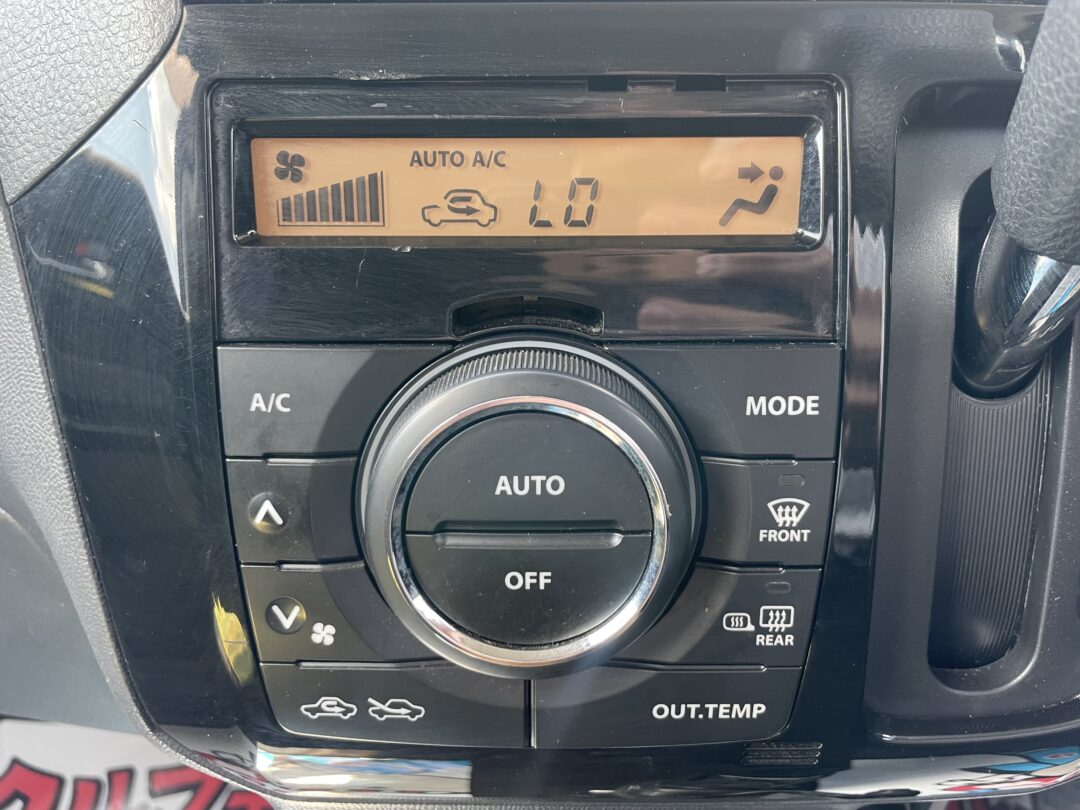 AUTO A/C
LO
A/C
MODE
AUTO
FRONT
OFF
REAR
OUT.TEMP